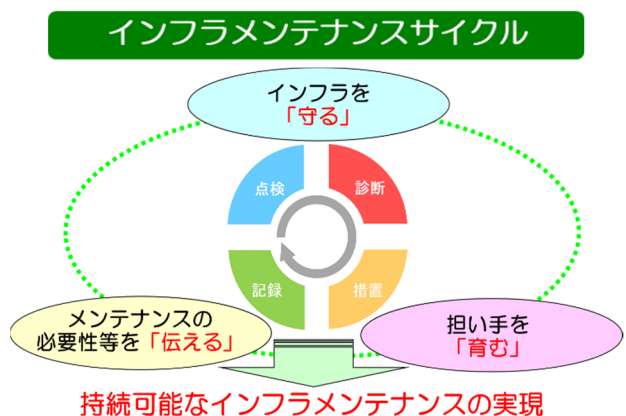 インフラメンテナンスサイクル
インフラを
「守る」
点検
診断
記録
措置
メンテナンスの
必要性等を「伝える」
担い手を
「育む」
持続可能なインフラメンテナンスの実現